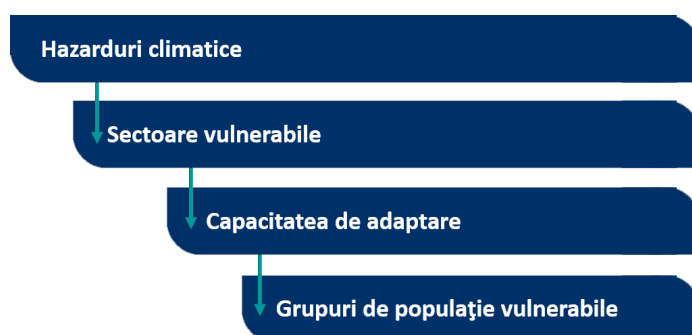 Hazarduri climatice
Sectoare vulnerabile
Capacitatea de adaptare
Grupuri de populaţie vulnerabile